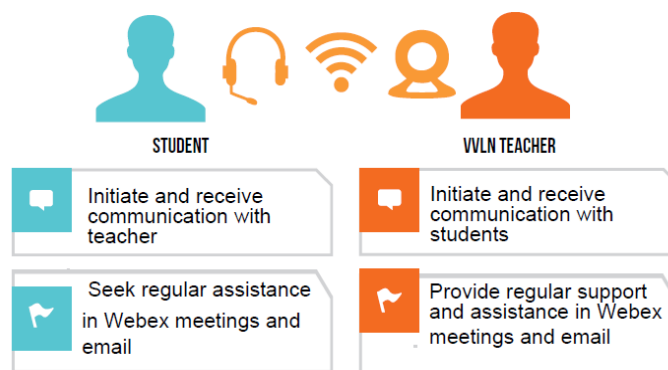 STUDENT
VVLN TEACHER
Initiate and receive
communication with
teacher
Initiate and receive
communication with
students
Seek regular assistance
in Webex meetings and
email
Provide regular support
and assistance in Webex
meetings and email